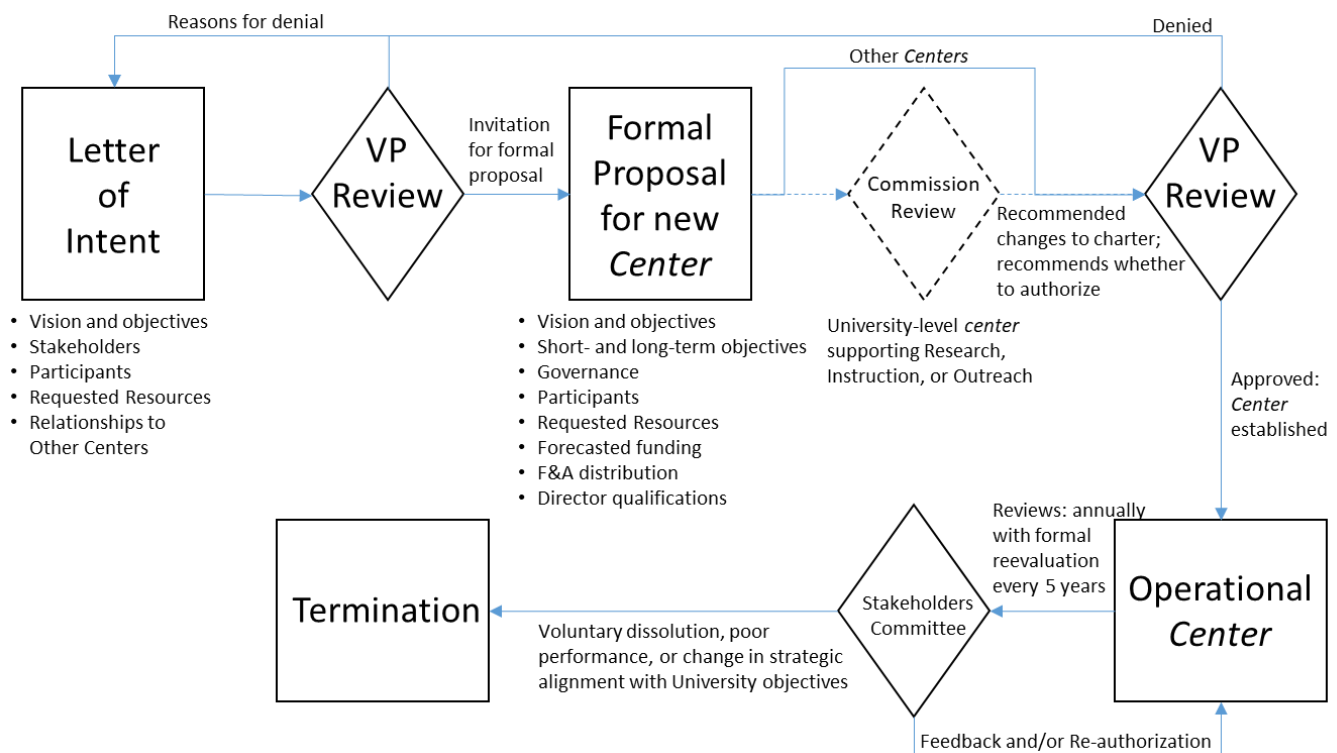 Reasons for denial
Denied
Other Centers
Letter
of
Intent
VP
Review
Invitation
for formal
proposal
Formal
Proposal
for new
Center
Commission
Review
Recommended
changes to charter;
recommends whether
to authorize
VP
Review
• Vision and objectives
• Stakeholders
• Participants
• Requested Resources
• Relationships to
Other Centers
• Vision and objectives
• Short- and long-term objectives
• Governance
• Participants
• Requested Resources
• Forecasted funding
• F&A distribution
• Director qualifications
University-level center
supporting Research,
Instruction, or Outreach
Approved:
Center
established
Termination
Voluntary dissolution, poor
performance, or change in strategic
alignment with University objectives
Stakeholders
Committee
Reviews: annually
with formal
reevaluation
every 5 years
Operational
Center
Feedback and/or Re-authorization